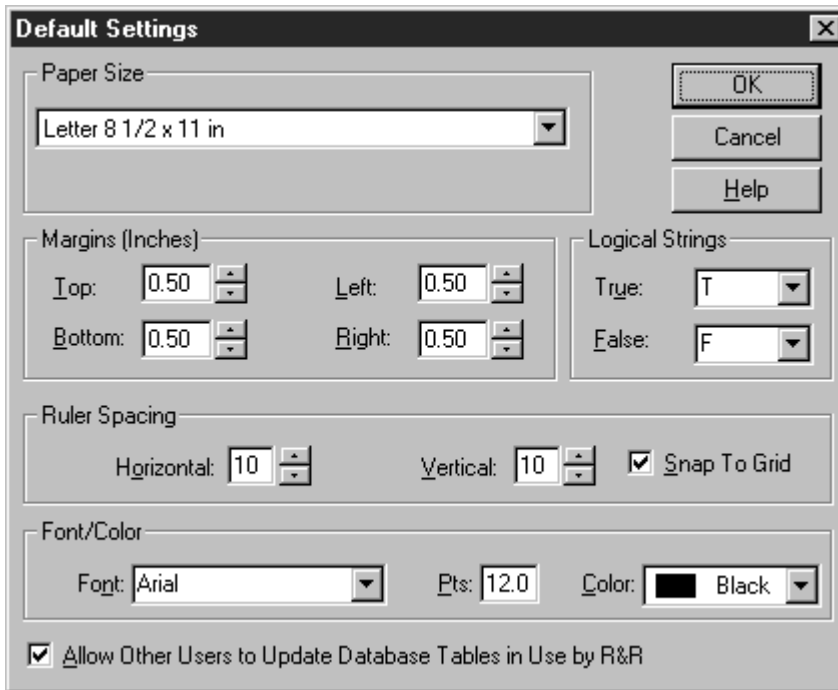 Default Settings
Paper Size
Letter 8 1/2 x 11 in
OK
Cancel
Help
Margins (Inches)
Top: 0.50 Left: 0.50
Bottom: 0.50 Right: 0.50
Logical Strings
True: T
False: F
Ruler Spacing
Horizontal: 10 Vertical: 10 Snap To Grid
Font/Color
Font: Arial Pts: 12.0 Color: Black
Allow Other Users to Update Database Tables in Use by R&R